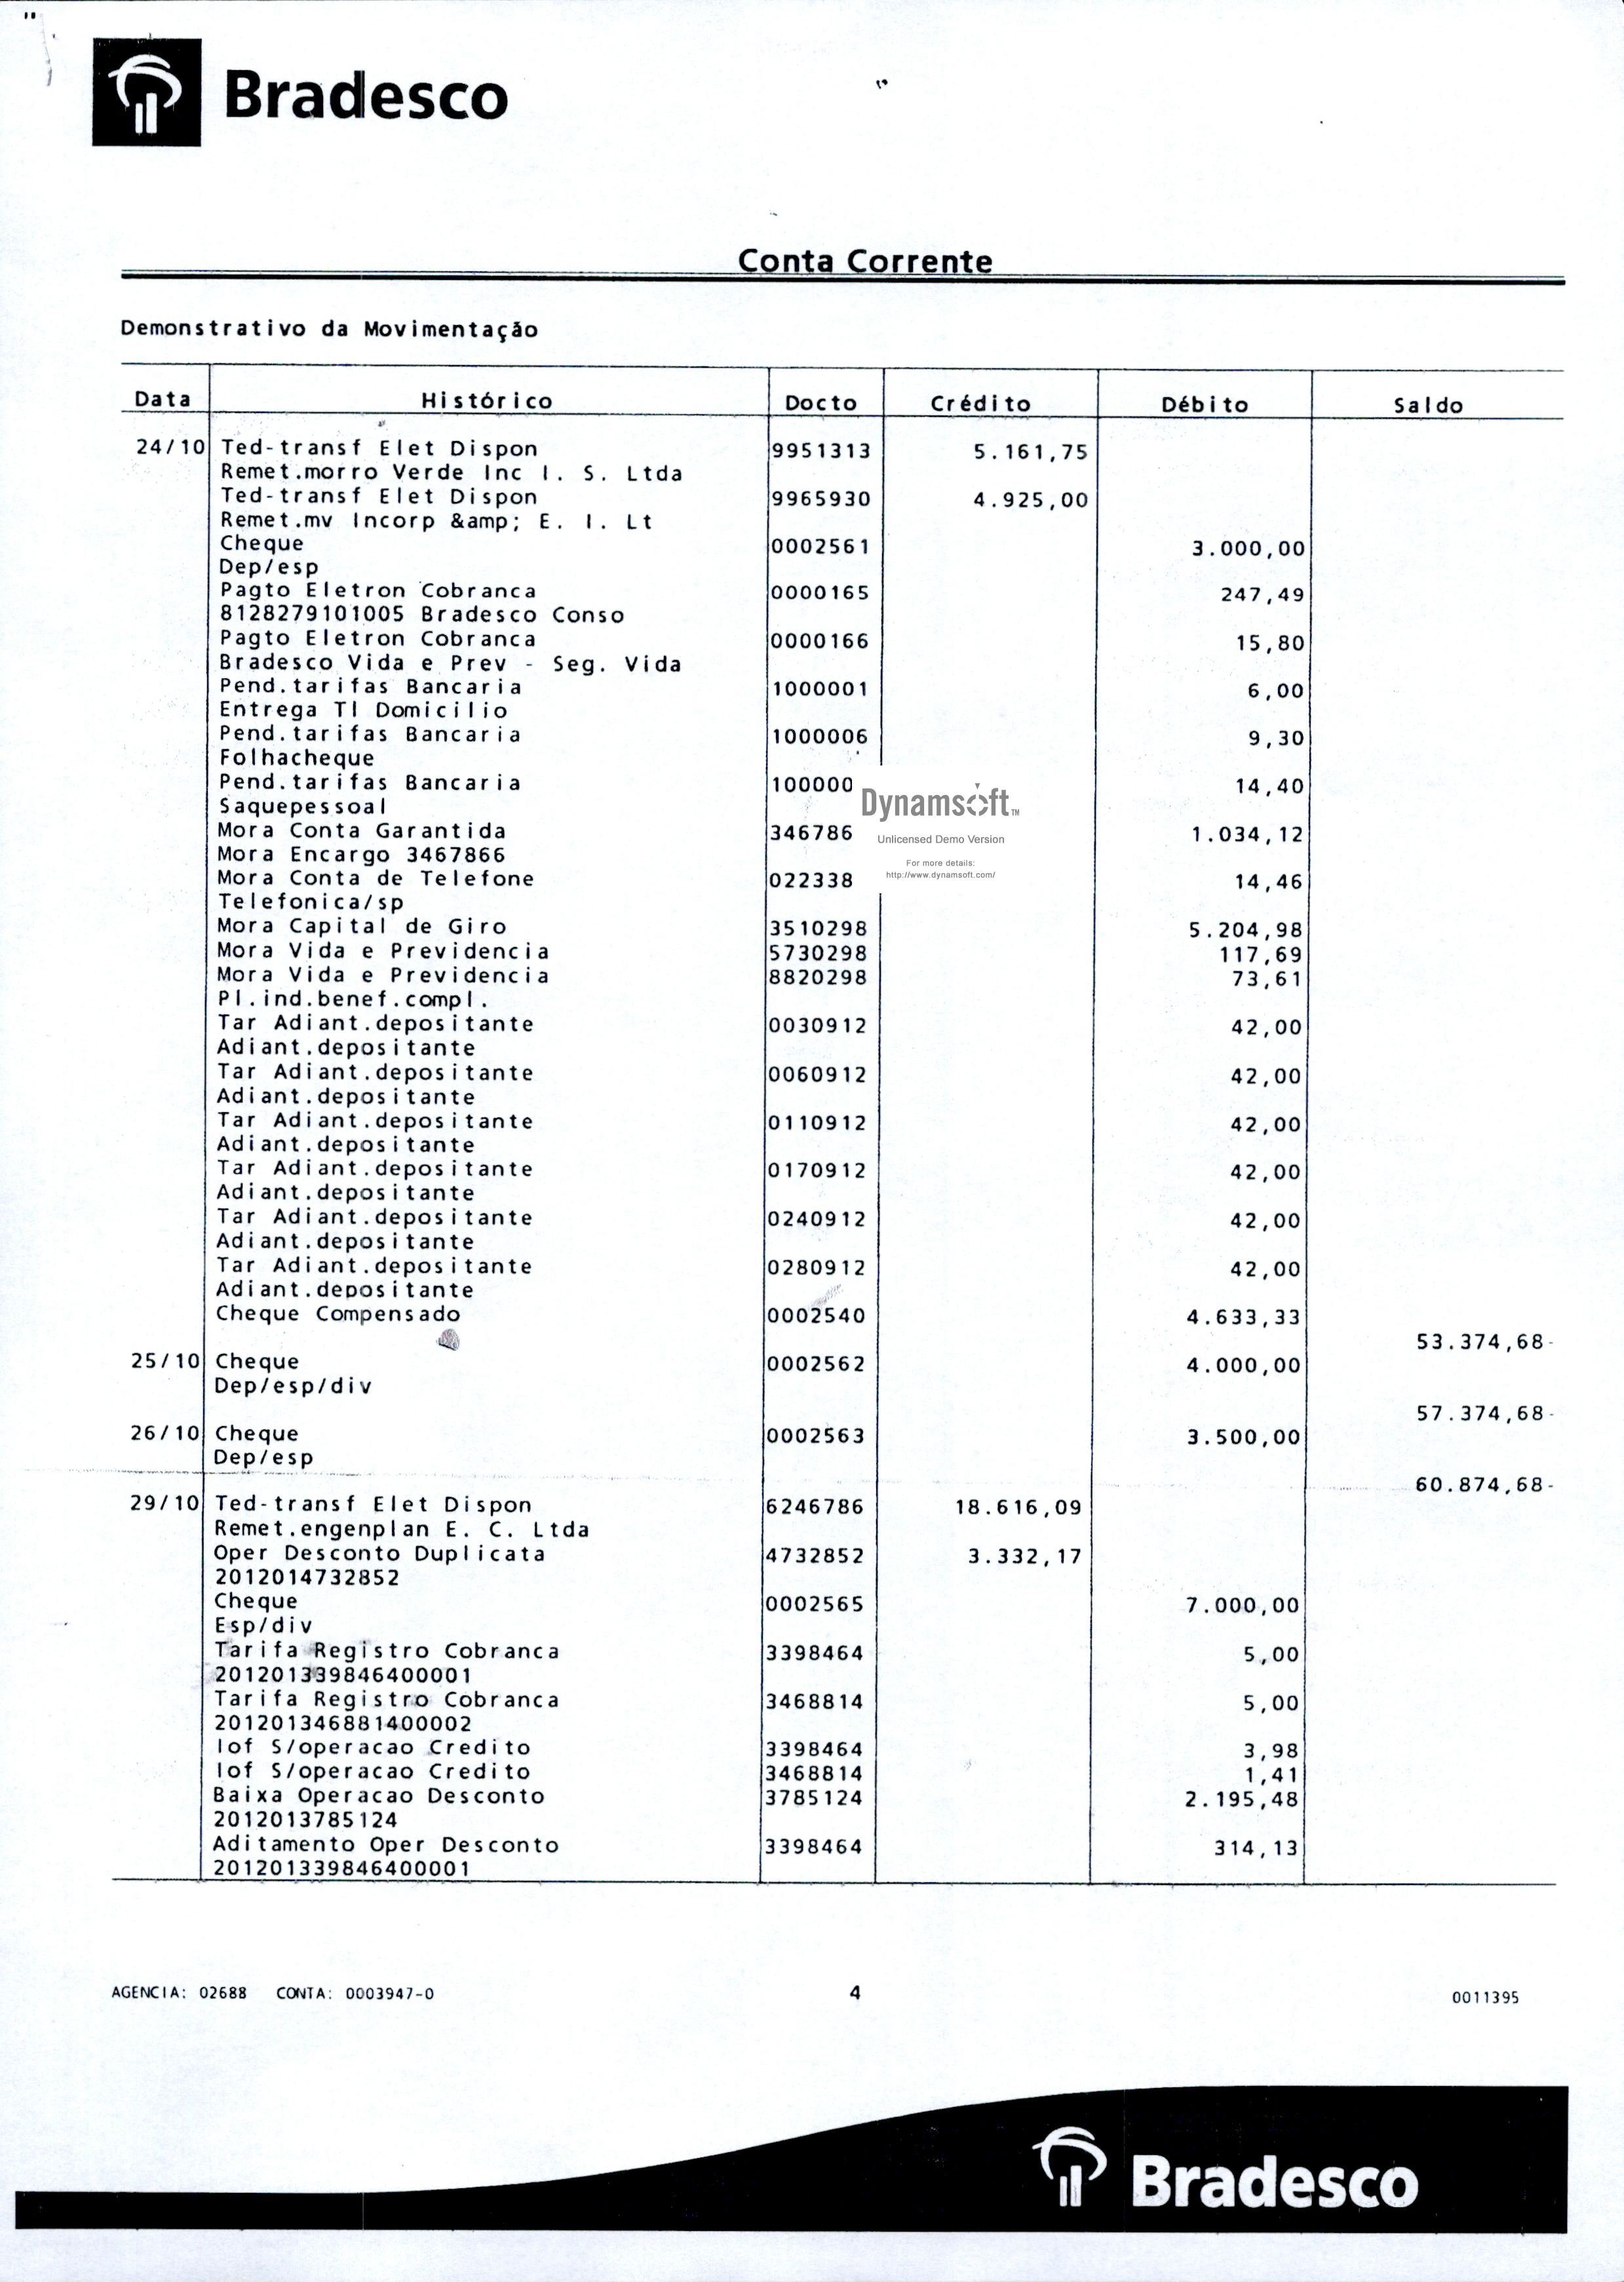 Bradesco
Conta Corrente
Demonstrativo da Movimentação
Data Histórico Docto Crédito Débito Saldo
24/10 Ted-transf Elet Dispon 9951313 5.161,75
Remet.morro Verde Inc I. S. Ltda
Ted-transf Elet Dispon 9965930 4.925,00
Remet.mv Incorp &amp; E. I. Lt
Cheque 0002561 3.000,00
Dep/esp
Pagto Eletron Cobranca 0000165 247,49
8128279101005 Bradesco Conso
Pagto Eletron Cobranca 0000166 15,80
Bradesco Vida e Prev - Seg. Vida
Pend.tarifas Bancaria 1000001 6,00
Entrega Tl Domicilio
Pend.tarifas Bancaria 1000006 9,30
Folhacheque
Pend.tarifas Bancaria 100000 14,40
Saquepessoal
Mora Conta Garantida 346786 1.034,12
Mora Encargo 3467866
Mora Conta de Telefone 022338 14,46
Telefonica/sp
Dynamsoft™
Unlicensed Demo Version
For more details:
http://www.dynamsoft.com/
Mora Capital de Giro 3510298 5.204,98
Mora Vida e Previdencia 5730298 117,69
Mora Vida e Previdencia 8820298 73,61
Pl.ind.benef.compl.
Tar Adiant.depositante 0030912 42,00
Adiant.depositante
Tar Adiant.depositante 0060912 42,00
Adiant.depositante
Tar Adiant.depositante 0110912 42,00
Adiant.depositante
Tar Adiant.depositante 0170912 42,00
Adiant.depositante
Tar Adiant.depositante 0240912 42,00
Adiant.depositante
Tar Adiant.depositante 0280912 42,00
Adiant.depositante
Cheque Compensado 0002540 4.633,33
53.374,68-
25/10 Cheque 0002562 4.000,00
Dep/esp/div
57.374,68-
26/10 Cheque 0002563 3.500,00
Dep/esp
60.874,68-
29/10 Ted-transf Elet Dispon 6246786 18.616,09
Remet.engenplan E. C. Ltda
Oper Desconto Duplicata 4732852 3.332,17
2012014732852
Cheque 0002565 7.000,00
Esp/div
Tarifa Registro Cobranca 3398464 5,00
201201339846400001
Tarifa Registro Cobranca 3468814 5,00
201201346881400002
Iof S/operacao Credito 3398464 3,98
Iof S/operacao Credito 3468814 1,41
Baixa Operacao Desconto 3785124 2.195,48
2012013785124
Aditamento Oper Desconto 3398464 314,13
201201339846400001
AGENCIA: 02688 CONTA: 0003947-0 4 0011395
Bradesco